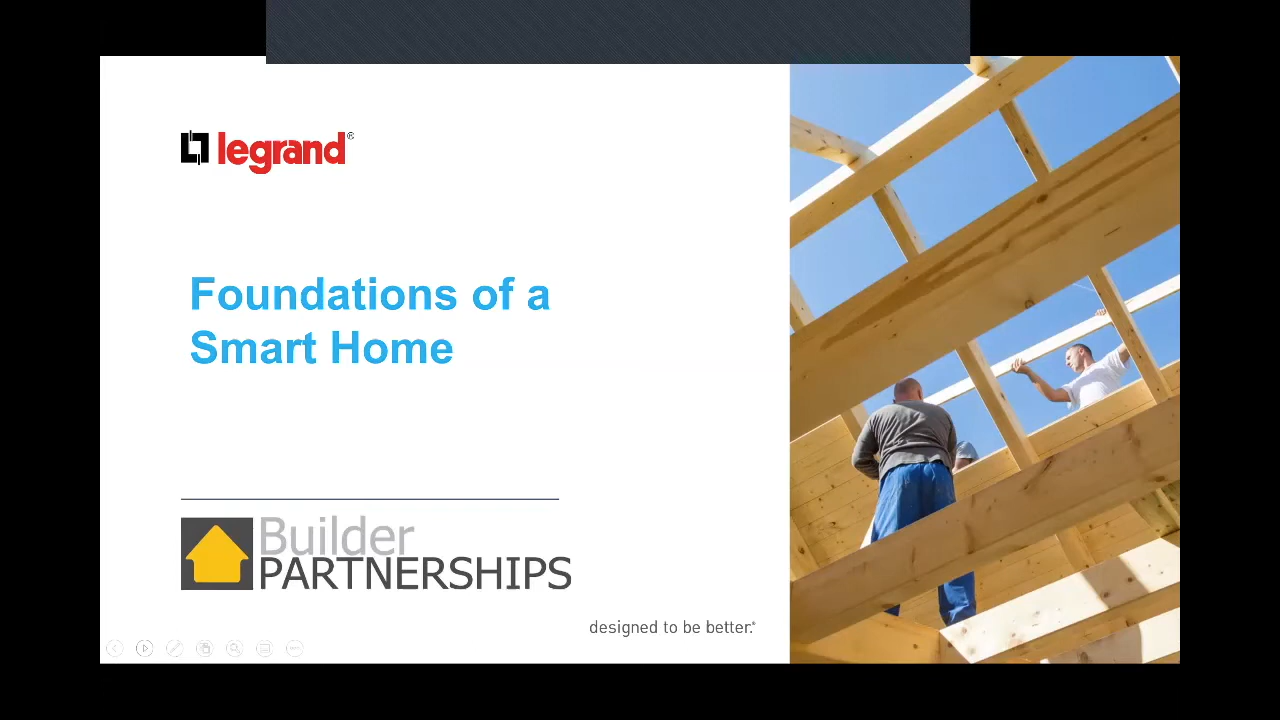 legrand®
Foundations of a
Smart Home
Builder
PARTNERSHIPS
designed to be better.®